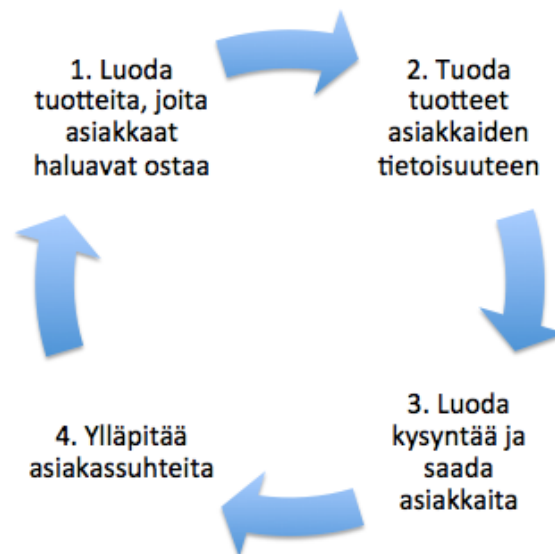 1. Luoda
tuotteita, joita
asiakkaat
haluavat ostaa
2. Tuoda
tuotteet
asiakkaiden
tietoisuuteen
3. Luoda
kysyntää ja
saada
asiakkaita
4. Ylläpitää
asiakassuhteita